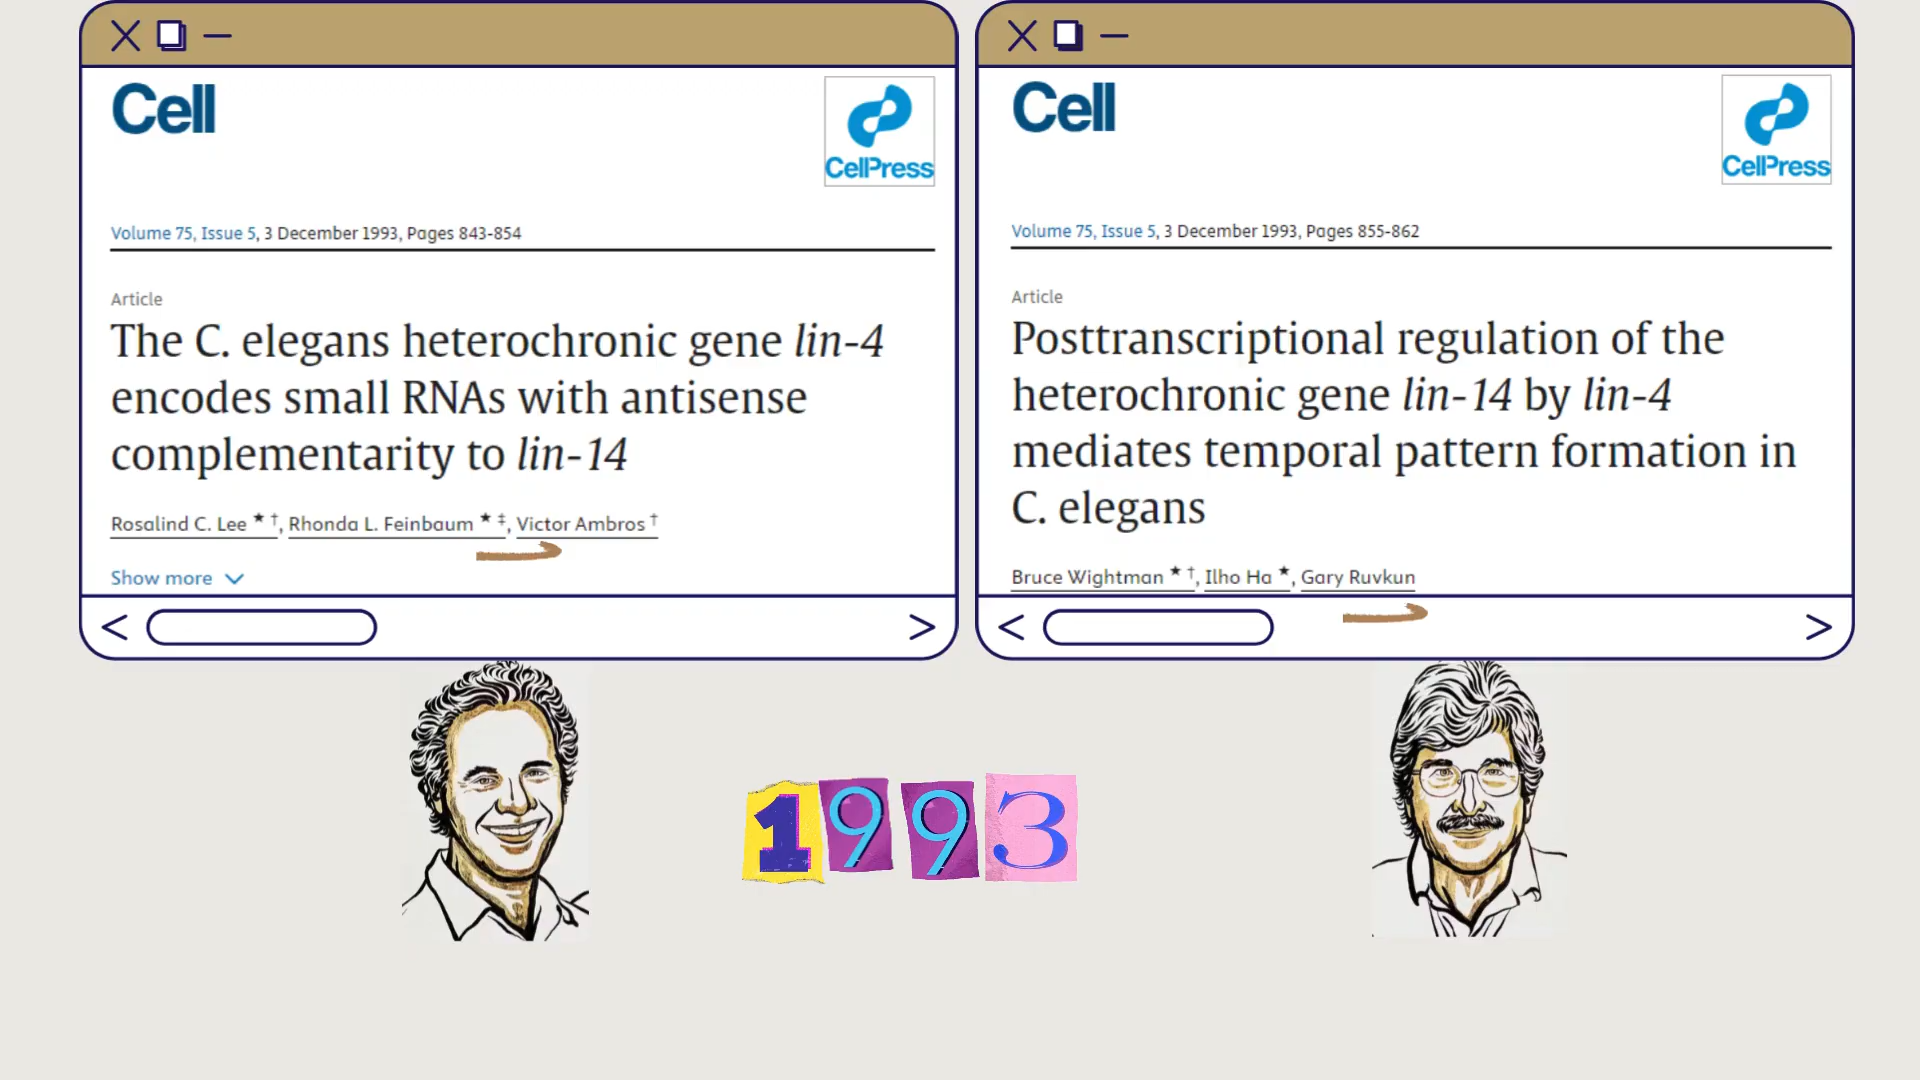 Cell
CellPress
Volume 75, Issue 5, 3 December 1993, Pages 843-854
Article
The C. elegans heterochronic gene lin-4
encodes small RNAs with antisense
complementarity to lin-14
Rosalind C. Lee ★ †, Rhonda L. Feinbaum ★ ‡, Victor Ambros †
Show more
Cell
CellPress
Volume 75, Issue 5, 3 December 1993, Pages 855-862
Article
Posttranscriptional regulation of the
heterochronic gene lin-14 by lin-4
mediates temporal pattern formation in
C. elegans
Bruce Wightman ★ †, Ilho Ha ★, Gary Ruvkun
1993